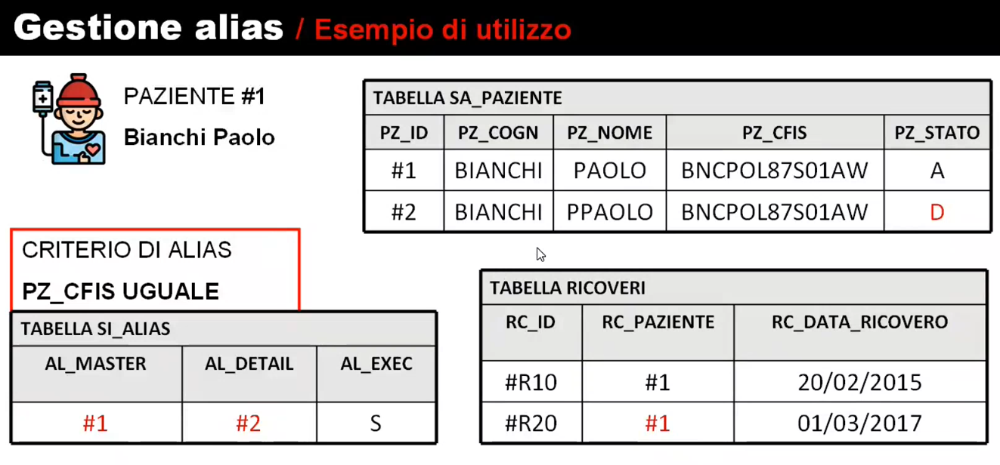 Gestione alias / Esempio di utilizzo
PAZIENTE #1
Bianchi Paolo
TABELLA SA_PAZIENTE
PZ_ID PZ_COGN PZ_NOME PZ_CFIS PZ_STATO
#1 BIANCHI PAOLO BNCPOL87S01AW A
#2 BIANCHI PPAOLO BNCPOL87S01AW D
CRITERIO DI ALIAS
PZ_CFIS UGUALE
TABELLA SI_ALIAS
AL_MASTER AL_DETAIL AL_EXEC
#1 #2 S
TABELLA RICOVERI
RC_ID RC_PAZIENTE RC_DATA_RICOVERO
#R10 #1 20/02/2015
#R20 #1 01/03/2017